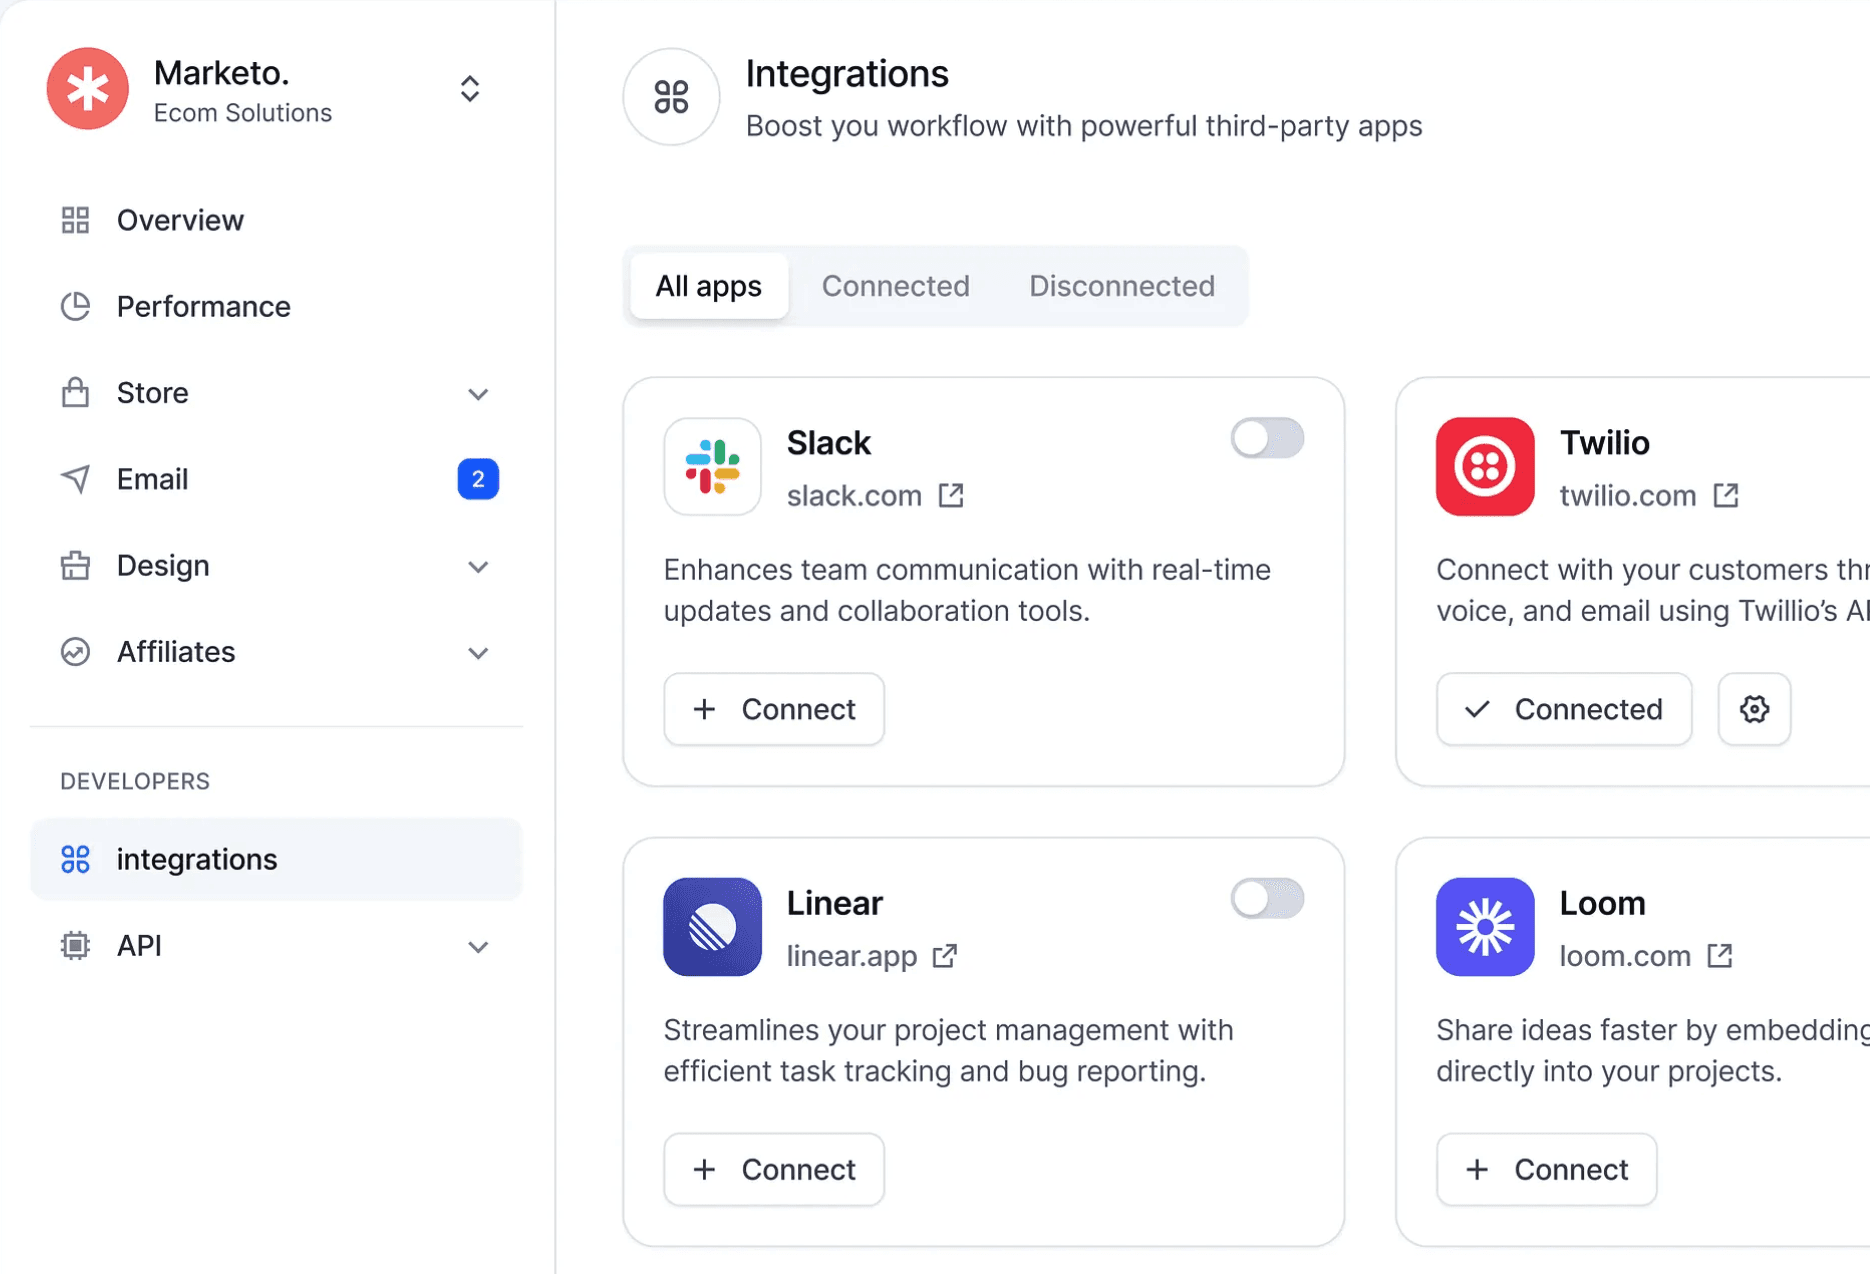 Marketo.
Ecom Solutions
Overview
Performance
Store
Email
2
Design
Affiliates
DEVELOPERS
integrations
API
Integrations
Boost you workflow with powerful third-party apps
All apps
Connected
Disconnected
Slack
slack.com
Enhances team communication with real-time
updates and collaboration tools.
Connect
Twilio
twilio.com
Connect with your customers
voice, and email using Twillio’s
Connected
Linear
linear.app
Streamlines your project management with
efficient task tracking and bug reporting.
Connect
Loom
loom.com
Share ideas faster by embedding
directly into your projects.
Connect